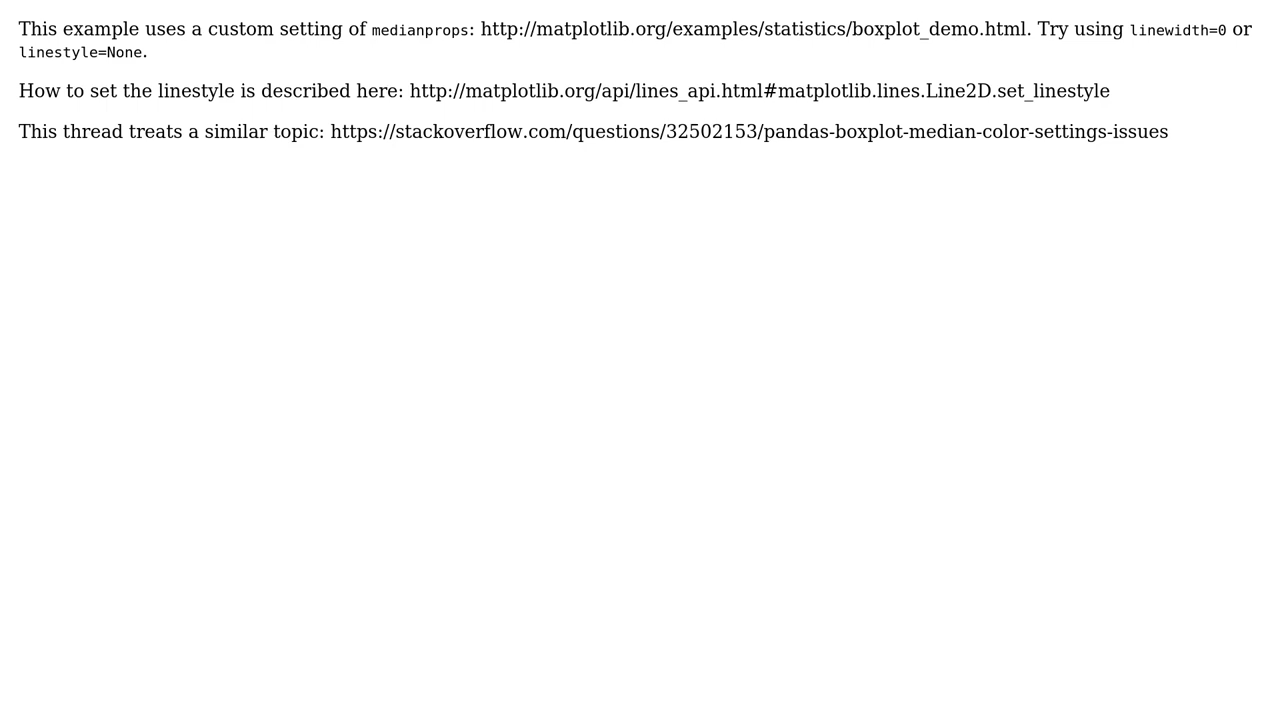 This example uses a custom setting of medianprops: http://matplotlib.org/examples/statistics/boxplot_demo.html. Try using linewidth=0 or
linestyle=None.
How to set the linestyle is described here: http://matplotlib.org/api/lines_api.html#matplotlib.lines.Line2D.set_linestyle
This thread treats a similar topic: https://stackoverflow.com/questions/32502153/pandas-boxplot-median-color-settings-issues